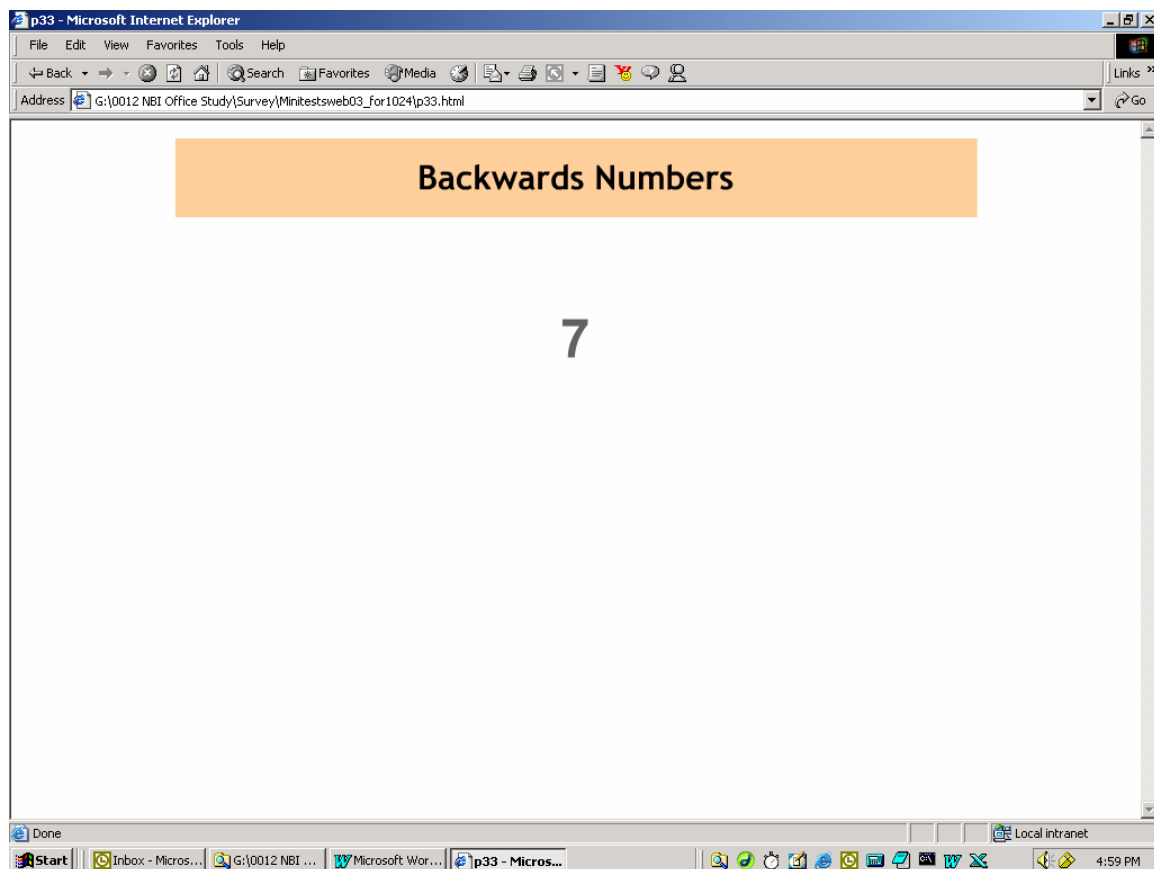 p33 - Microsoft Internet Explorer
File Edit View Favorites Tools Help
Back Search Favorites Media Links »
Address G:\0012 NBI Office Study\Survey\Minitestsweb03_for1024\p33.html Go
Backwards Numbers
7
Done Local intranet
Start Inbox - Micros... G:\0012 NBI ... Microsoft Wor... p33 - Micros... 4:59 PM